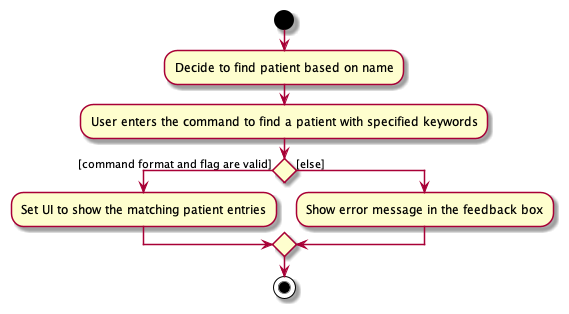 Decide to find patient based on name
User enters the command to find a patient with specified keywords
[command format and flag are valid]
[else]
Set UI to show the matching patient entries
Show error message in the feedback box